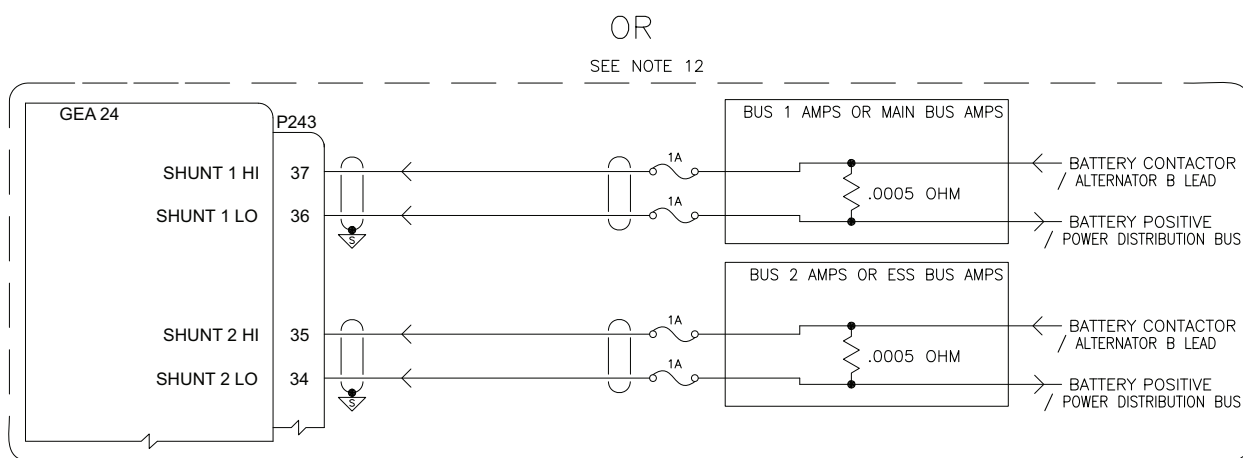 OR
SEE NOTE 12
GEA 24
P243
BUS 1 AMPS OR MAIN BUS AMPS
SHUNT 1 HI
37
1A
.0005 OHM
BATTERY CONTACTOR
/ ALTERNATOR B LEAD
SHUNT 1 LO
36
1A
BATTERY POSITIVE
/ POWER DISTRIBUTION BUS
S
BUS 2 AMPS OR ESS BUS AMPS
SHUNT 2 HI
35
1A
.0005 OHM
BATTERY CONTACTOR
/ ALTERNATOR B LEAD
SHUNT 2 LO
34
1A
BATTERY POSITIVE
/ POWER DISTRIBUTION BUS
S